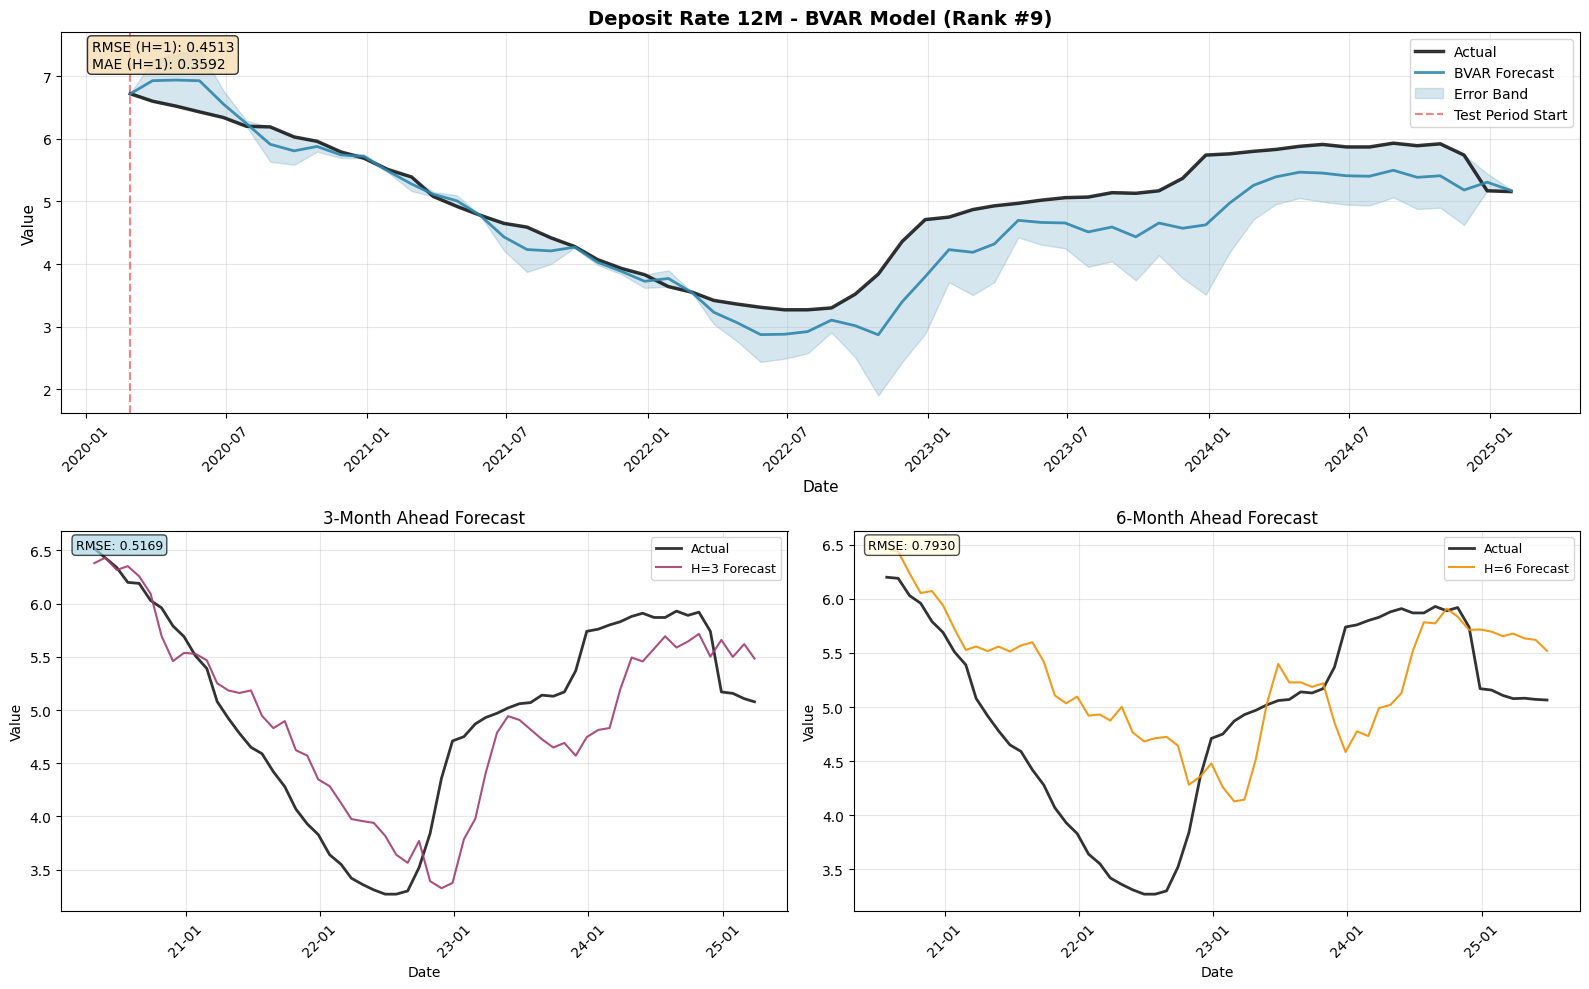 Deposit Rate 12M - BVAR Model (Rank #9)
RMSE (H=1): 0.4513
MAE (H=1): 0.3592
Actual
BVAR Forecast
Error Band
Test Period Start
Value
7
6
5
4
3
2
2020-01
2020-07
2021-01
2021-07
2022-01
2022-07
2023-01
2023-07
2024-01
2024-07
2025-01
Date
3-Month Ahead Forecast
RMSE: 0.5169
Actual
H=3 Forecast
Value
6.5
6.0
5.5
5.0
4.5
4.0
3.5
21-01
22-01
23-01
24-01
25-01
Date
6-Month Ahead Forecast
RMSE: 0.7930
Actual
H=6 Forecast
Value
6.5
6.0
5.5
5.0
4.5
4.0
3.5
21-01
22-01
23-01
24-01
25-01
Date